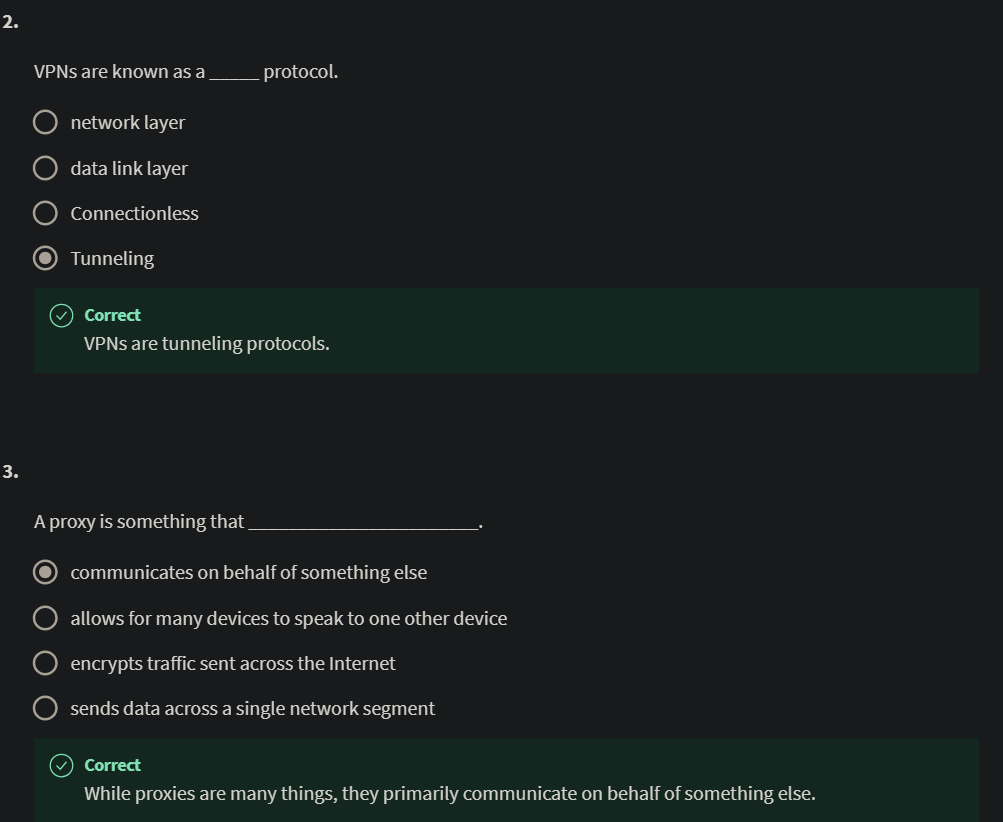 2.
VPNs are known as a _____ protocol.
network layer
data link layer
Connectionless
Tunneling
Correct
VPNs are tunneling protocols.
3.
A proxy is something that _______________________.
communicates on behalf of something else
allows for many devices to speak to one other device
encrypts traffic sent across the Internet
sends data across a single network segment
Correct
While proxies are many things, they primarily communicate on behalf of something else.